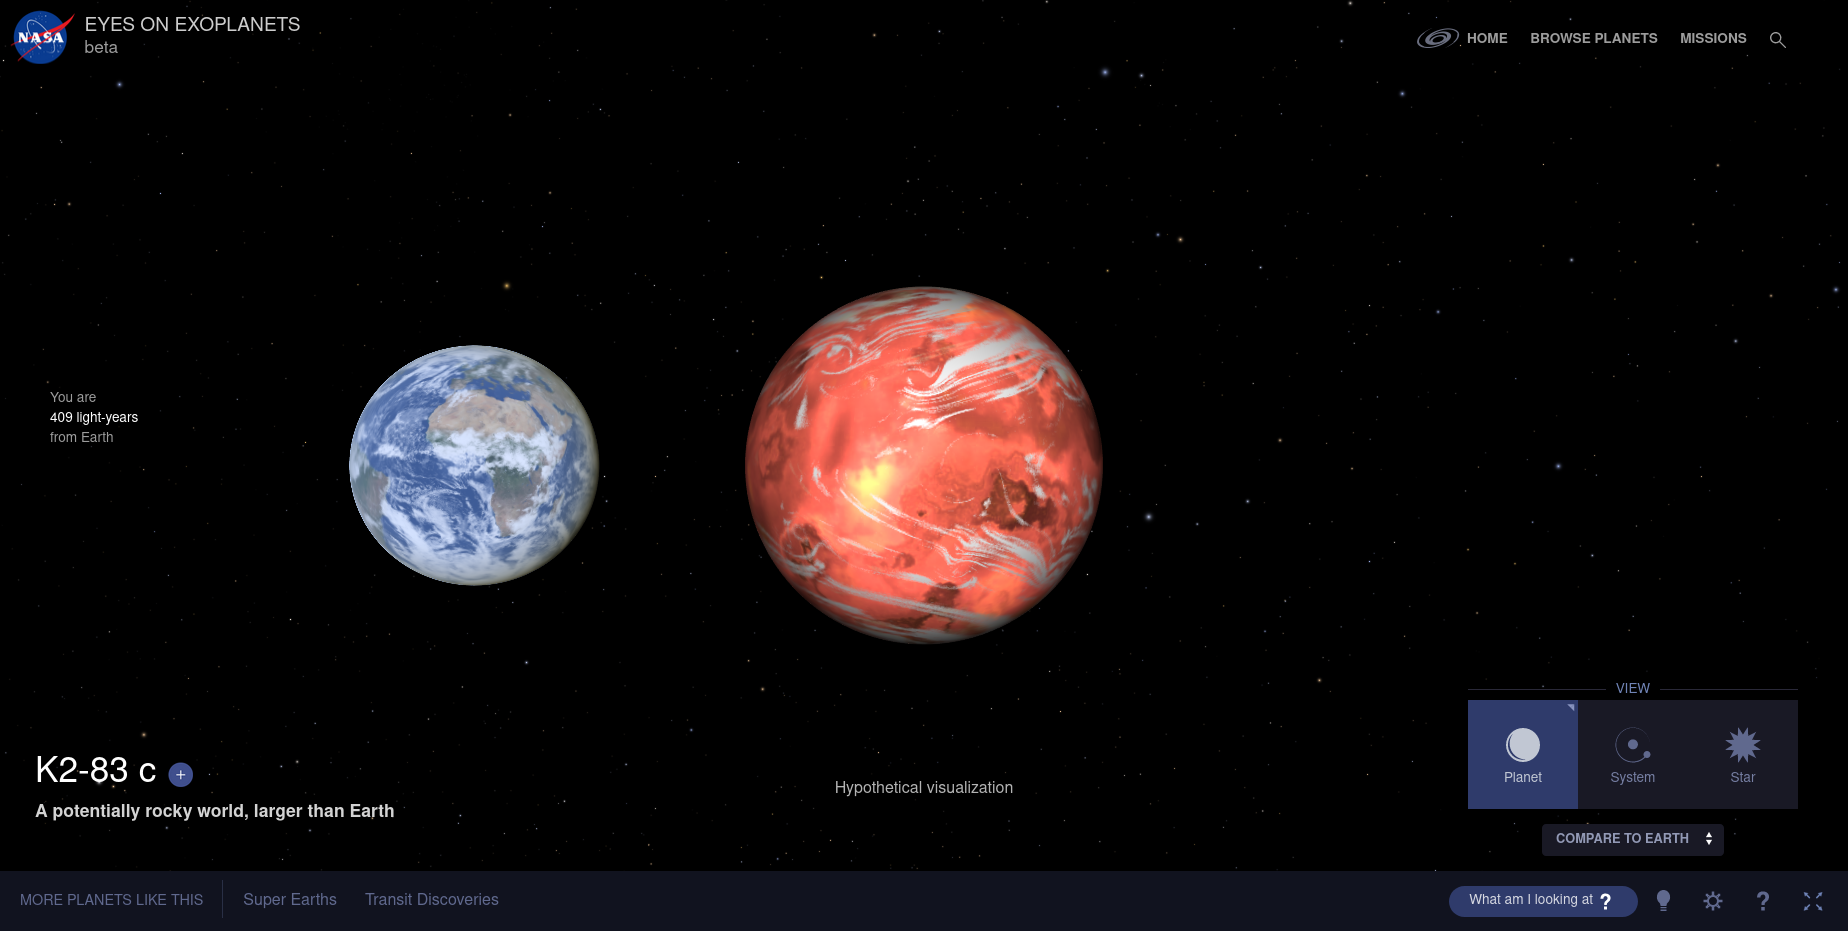 NASA
EYES ON EXOPLANETS
beta
HOME
BROWSE PLANETS
MISSIONS
You are
409 light-years
from Earth
K2-83 c +
A potentially rocky world, larger than Earth
Hypothetical visualization
VIEW
Planet
System
Star
COMPARE TO EARTH
MORE PLANETS LIKE THIS
Super Earths
Transit Discoveries
What am I looking at ?
?